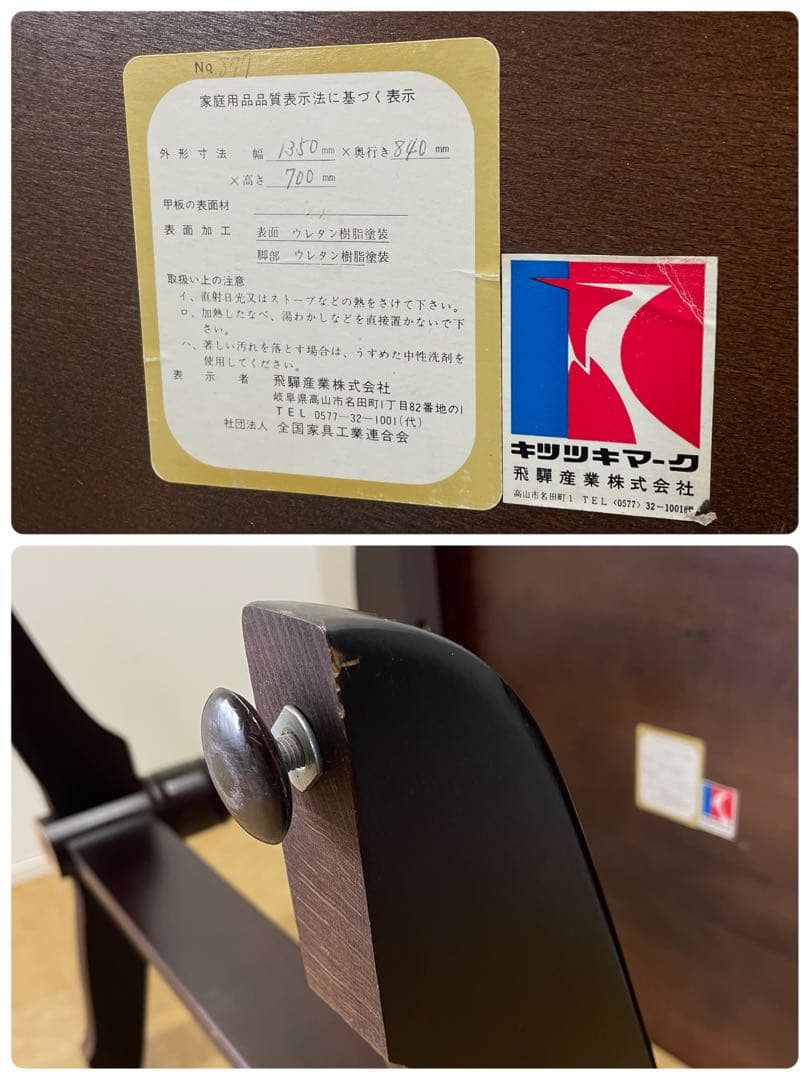 No 377
家庭用品品質表示法に基づく表示
外形寸法 幅 1350 mm × 奥行き 840 mm
× 高さ 700 mm
甲板の表面材
表面加工 表面 ウレタン樹脂塗装
脚部 ウレタン樹脂塗装
取扱い上の注意
イ、直射日光又はストーブなどの熱をさけて下さい。
ロ、加熱したなべ、湯わかしなどを直接置かないで下
さい。
ハ、著しい汚れを落とす場合は、うすめた中性洗剤を
使用してください。
表示者 飛驒産業株式会社
岐阜県高山市名田町1丁目82番地の1
TEL 0577-32-1001(代)
社団法人 全国家具工業連合会
キツツキマーク
飛驒産業株式会社
高山市名田町1 TEL〈0577〉32-1001代